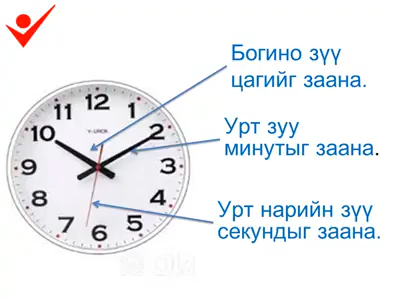 Богино зүү
цагийг заана.
Урт зуу
минутыг заана.
Урт нарийн зүү
секундыг заана.
12
11
1
10
2
9
3
8
4
7
5
6